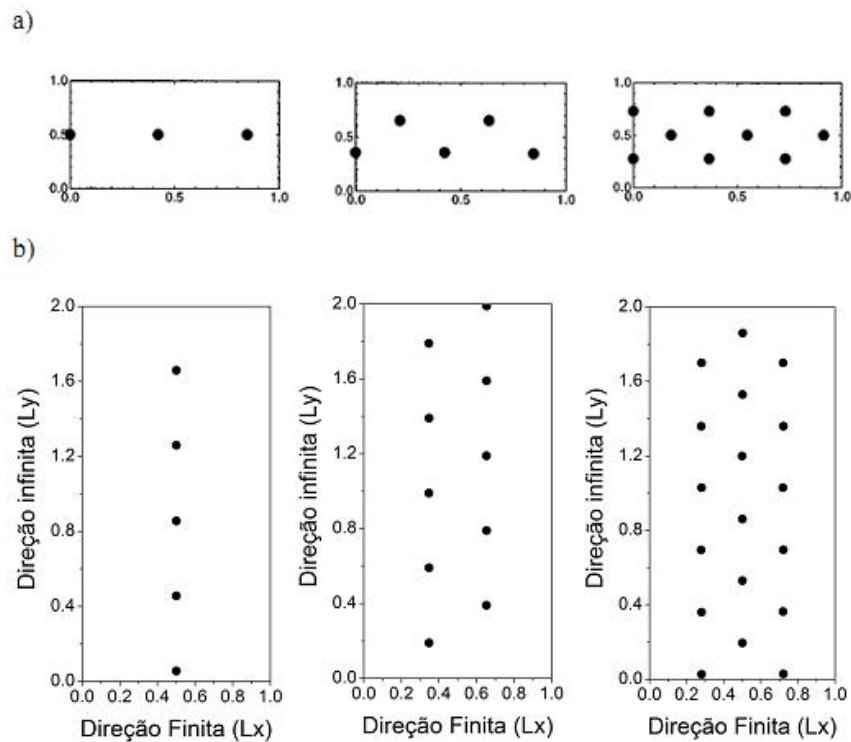 a)
1.0 1.0 1.0
0.5 0.5 0.5
0.0 0.0 0.0
0.0 0.5 1.0 0.0 0.5 1.0 0.0 0.5 1.0
b)
2.0 2.0 2.0
1.6 1.6 1.6
1.2 1.2 1.2
0.8 0.8 0.8
0.4 0.4 0.4
0.0 0.0 0.0
Direção infinita (Ly) Direção infinita (Ly) Direção infinita (Ly)
0.0 0.2 0.4 0.6 0.8 1.0 0.0 0.2 0.4 0.6 0.8 1.0 0.0 0.2 0.4 0.6 0.8 1.0
Direção Finita (Lx) Direção Finita (Lx) Direção Finita (Lx)